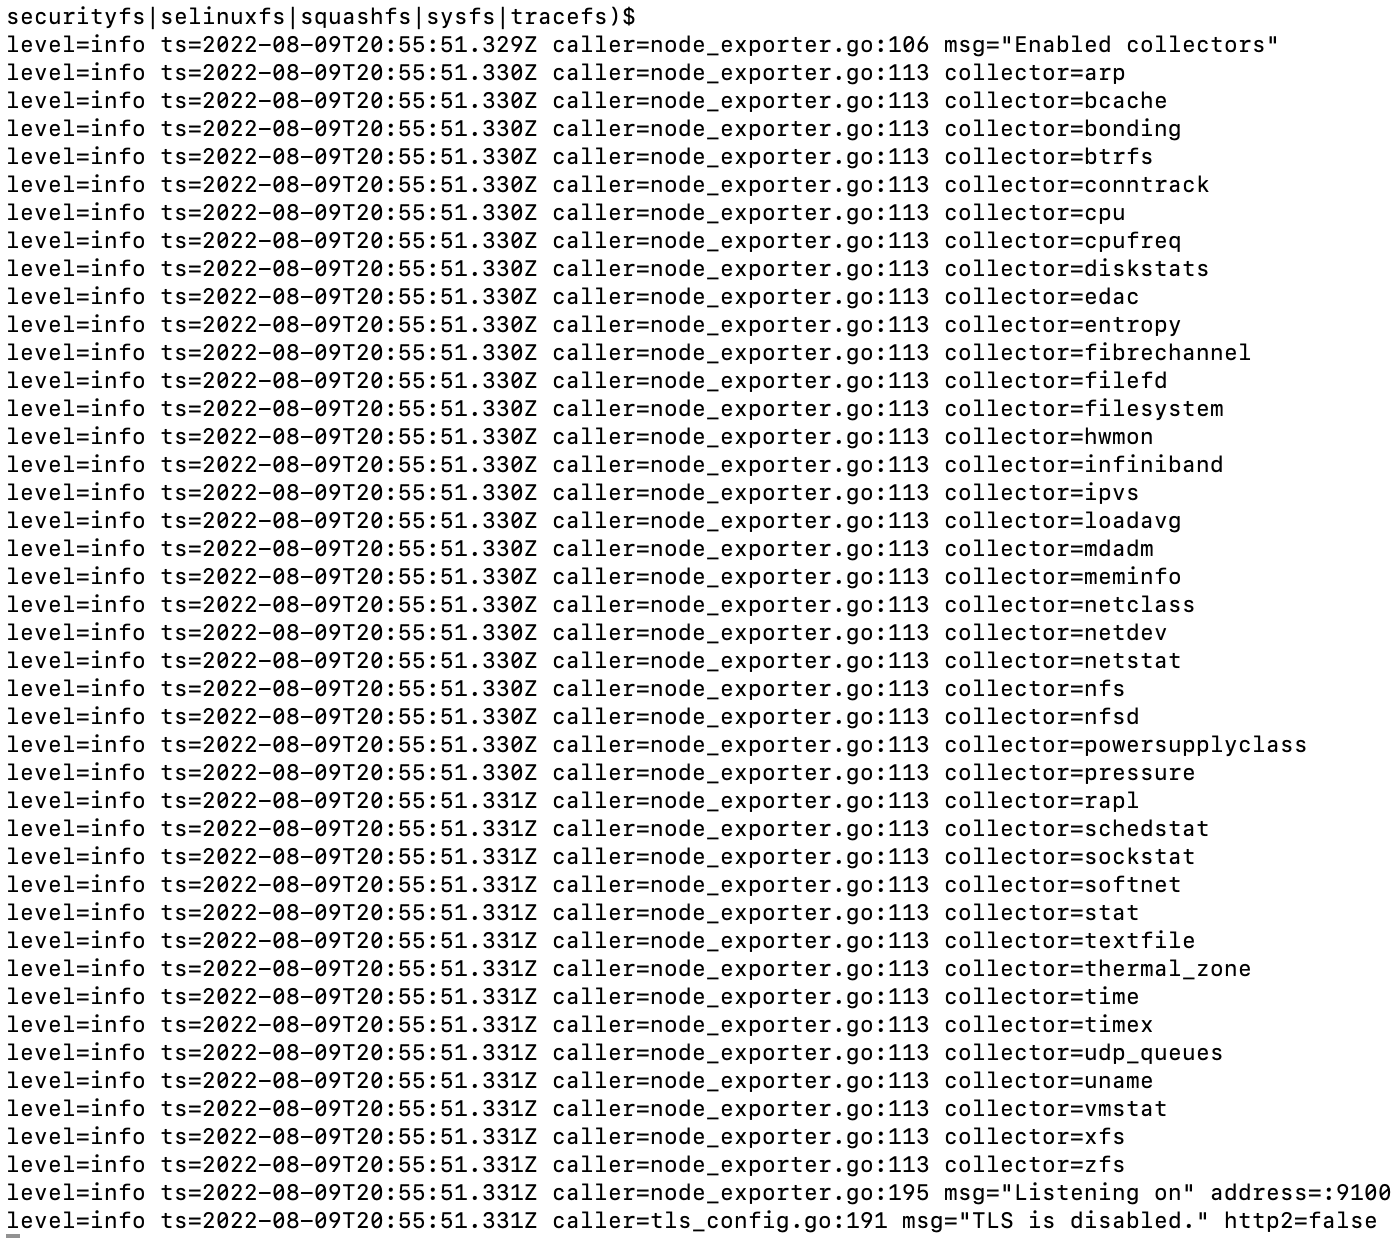 securityfs|selinuxfs|squashfs|sysfs|tracefs)$
level=info ts=2022-08-09T20:55:51.329Z caller=node_exporter.go:106 msg="Enabled collectors"
level=info ts=2022-08-09T20:55:51.330Z caller=node_exporter.go:113 collector=arp
level=info ts=2022-08-09T20:55:51.330Z caller=node_exporter.go:113 collector=bcache
level=info ts=2022-08-09T20:55:51.330Z caller=node_exporter.go:113 collector=bonding
level=info ts=2022-08-09T20:55:51.330Z caller=node_exporter.go:113 collector=btrfs
level=info ts=2022-08-09T20:55:51.330Z caller=node_exporter.go:113 collector=conntrack
level=info ts=2022-08-09T20:55:51.330Z caller=node_exporter.go:113 collector=cpu
level=info ts=2022-08-09T20:55:51.330Z caller=node_exporter.go:113 collector=cpufreq
level=info ts=2022-08-09T20:55:51.330Z caller=node_exporter.go:113 collector=diskstats
level=info ts=2022-08-09T20:55:51.330Z caller=node_exporter.go:113 collector=edac
level=info ts=2022-08-09T20:55:51.330Z caller=node_exporter.go:113 collector=entropy
level=info ts=2022-08-09T20:55:51.330Z caller=node_exporter.go:113 collector=fibrechannel
level=info ts=2022-08-09T20:55:51.330Z caller=node_exporter.go:113 collector=filefd
level=info ts=2022-08-09T20:55:51.330Z caller=node_exporter.go:113 collector=filesystem
level=info ts=2022-08-09T20:55:51.330Z caller=node_exporter.go:113 collector=hwmon
level=info ts=2022-08-09T20:55:51.330Z caller=node_exporter.go:113 collector=infiniband
level=info ts=2022-08-09T20:55:51.330Z caller=node_exporter.go:113 collector=ipvs
level=info ts=2022-08-09T20:55:51.330Z caller=node_exporter.go:113 collector=loadavg
level=info ts=2022-08-09T20:55:51.330Z caller=node_exporter.go:113 collector=mdadm
level=info ts=2022-08-09T20:55:51.330Z caller=node_exporter.go:113 collector=meminfo
level=info ts=2022-08-09T20:55:51.330Z caller=node_exporter.go:113 collector=netclass
level=info ts=2022-08-09T20:55:51.330Z caller=node_exporter.go:113 collector=netdev
level=info ts=2022-08-09T20:55:51.330Z caller=node_exporter.go:113 collector=netstat
level=info ts=2022-08-09T20:55:51.330Z caller=node_exporter.go:113 collector=nfs
level=info ts=2022-08-09T20:55:51.330Z caller=node_exporter.go:113 collector=nfsd
level=info ts=2022-08-09T20:55:51.330Z caller=node_exporter.go:113 collector=powersupplyclass
level=info ts=2022-08-09T20:55:51.330Z caller=node_exporter.go:113 collector=pressure
level=info ts=2022-08-09T20:55:51.331Z caller=node_exporter.go:113 collector=rapl
level=info ts=2022-08-09T20:55:51.331Z caller=node_exporter.go:113 collector=schedstat
level=info ts=2022-08-09T20:55:51.331Z caller=node_exporter.go:113 collector=sockstat
level=info ts=2022-08-09T20:55:51.331Z caller=node_exporter.go:113 collector=softnet
level=info ts=2022-08-09T20:55:51.331Z caller=node_exporter.go:113 collector=stat
level=info ts=2022-08-09T20:55:51.331Z caller=node_exporter.go:113 collector=textfile
level=info ts=2022-08-09T20:55:51.331Z caller=node_exporter.go:113 collector=thermal_zone
level=info ts=2022-08-09T20:55:51.331Z caller=node_exporter.go:113 collector=time
level=info ts=2022-08-09T20:55:51.331Z caller=node_exporter.go:113 collector=timex
level=info ts=2022-08-09T20:55:51.331Z caller=node_exporter.go:113 collector=udp_queues
level=info ts=2022-08-09T20:55:51.331Z caller=node_exporter.go:113 collector=uname
level=info ts=2022-08-09T20:55:51.331Z caller=node_exporter.go:113 collector=vmstat
level=info ts=2022-08-09T20:55:51.331Z caller=node_exporter.go:113 collector=xfs
level=info ts=2022-08-09T20:55:51.331Z caller=node_exporter.go:113 collector=zfs
level=info ts=2022-08-09T20:55:51.331Z caller=node_exporter.go:195 msg="Listening on" address=:9100
level=info ts=2022-08-09T20:55:51.331Z caller=tls_config.go:191 msg="TLS is disabled." http2=false